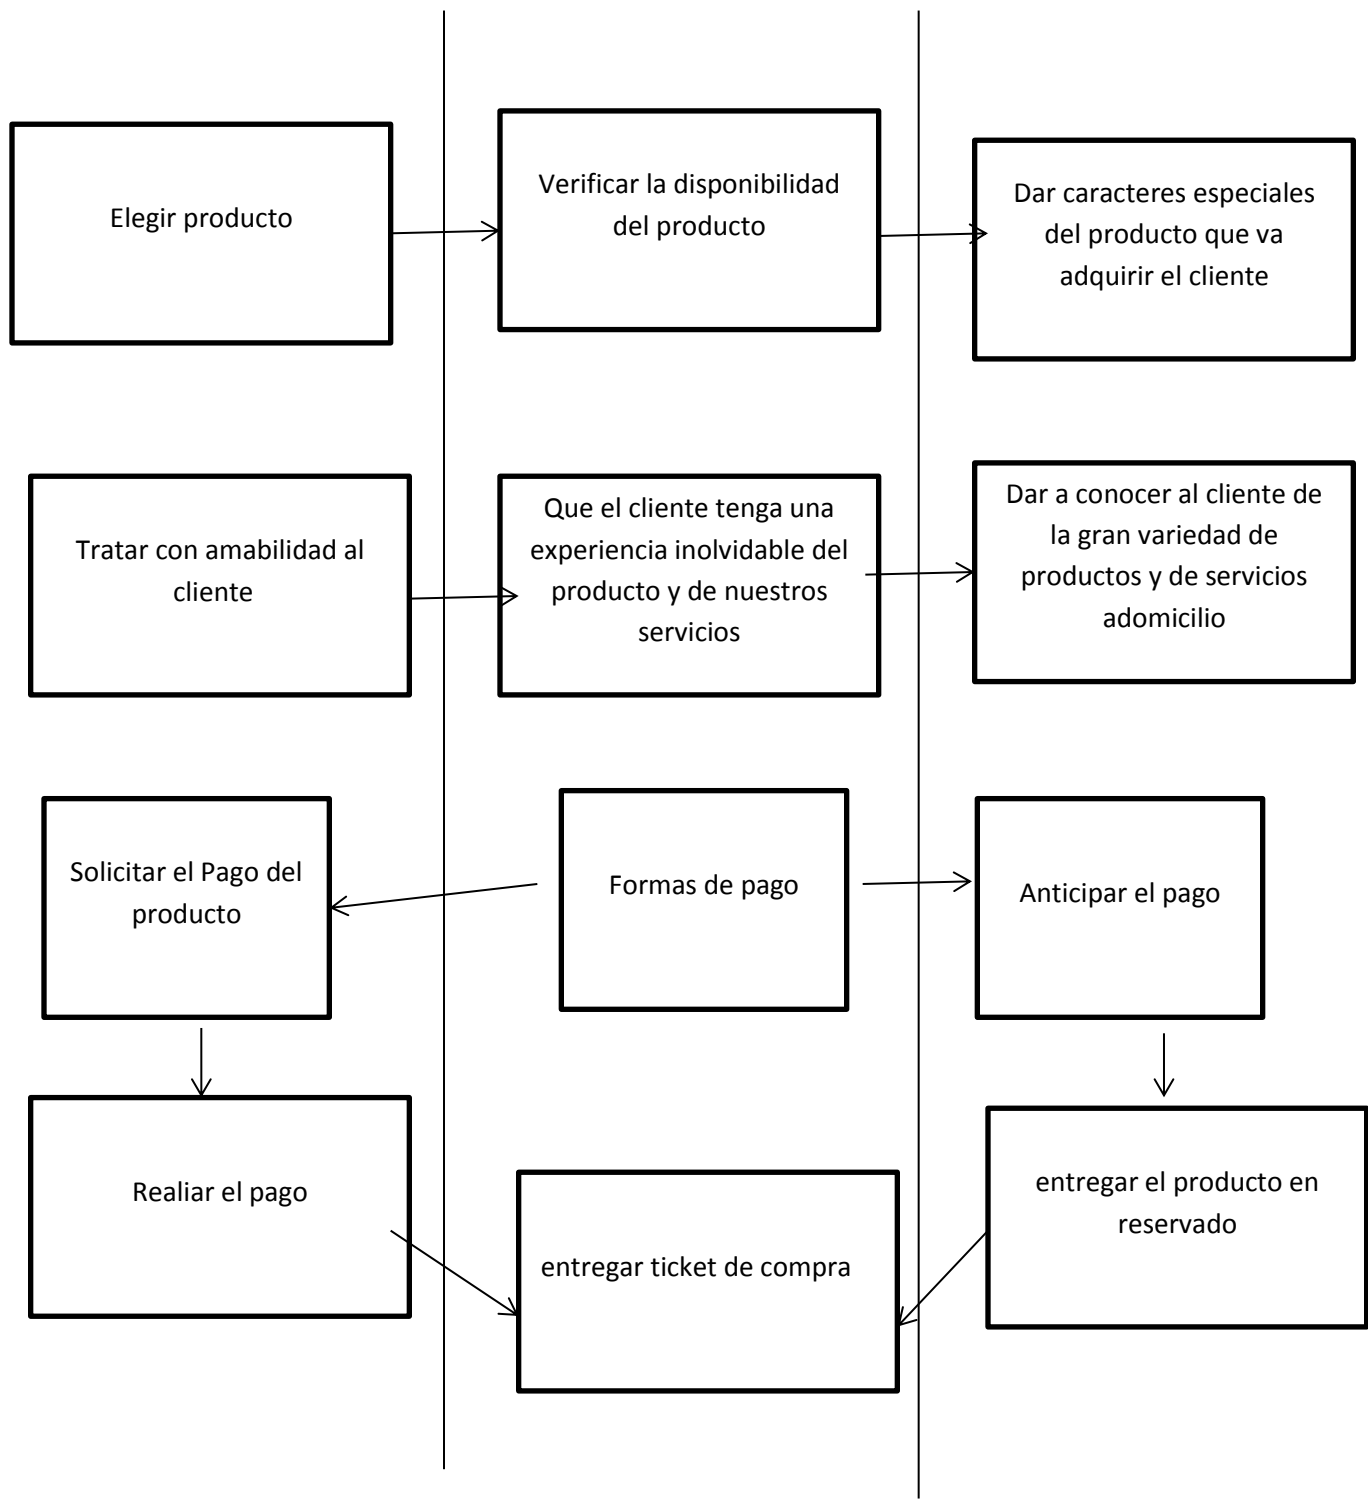 Elegir producto
Verificar la disponibilidad
del producto
Dar caracteres especiales
del producto que va
adquirir el cliente
Tratar con amabilidad al
cliente
Que el cliente tenga una
experiencia inolvidable del
producto y de nuestros
servicios
Dar a conocer al cliente de
la gran variedad de
productos y de servicios
adomicilio
Solicitar el Pago del
producto
Formas de pago
Anticipar el pago
Realiar el pago
entregar ticket de compra
entregar el producto en
reservado